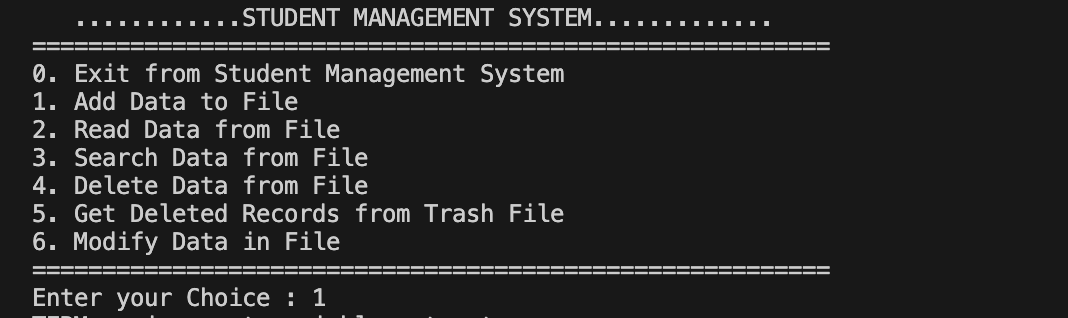 ............STUDENT MANAGEMENT SYSTEM.............
=========================================================
0. Exit from Student Management System
1. Add Data to File
2. Read Data from File
3. Search Data from File
4. Delete Data from File
5. Get Deleted Records from Trash File
6. Modify Data in File
=========================================================
Enter your Choice : 1